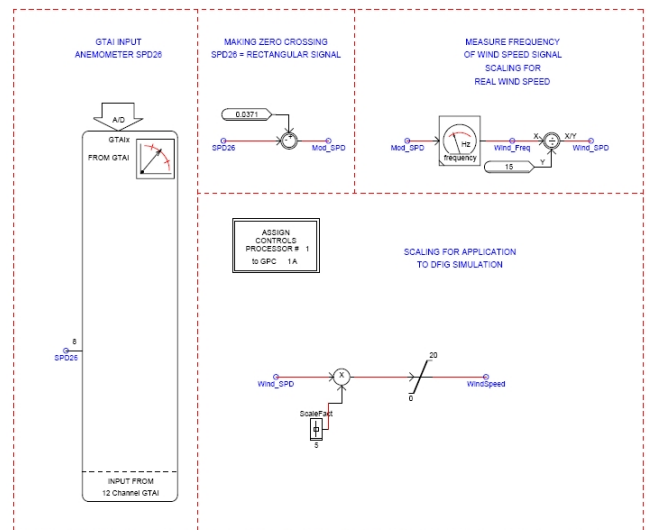 GTAI INPUT
ANEMOMETER SPD26
A/D
GTAIx
FROM GTAI
8
SPD26
INPUT FROM
12 Channel GTAI
MAKING ZERO CROSSING
SPD26 = RECTANGULAR SIGNAL
0.0371
+
-
SPD26
Mod_SPD
MEASURE FREQUENCY
OF WIND SPEED SIGNAL
SCALING FOR
REAL WIND SPEED
Mod_SPD
Hz
frequency
Wind_Freq
X
÷
X/Y
Y
15
Wind_SPD
ASSIGN
CONTROLS
PROCESSOR # 1
to GPC 1A
SCALING FOR APPLICATION
TO DFIG SIMULATION
Wind_SPD
X
20
0
WindSpeed
ScaleFact
5